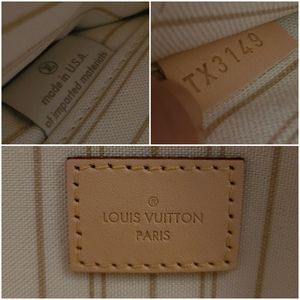 made in U.S.A.
of imported materials
TX3149
®
LOUIS VUITTON
PARIS